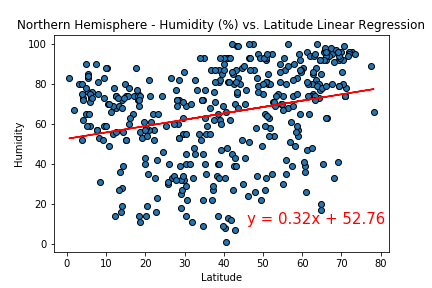 Northern Hemisphere - Humidity (%) vs. Latitude Linear Regression
100
80
60
40
20
0
Humidity
y = 0.32x + 52.76
0 10 20 30 40 50 60 70 80
Latitude